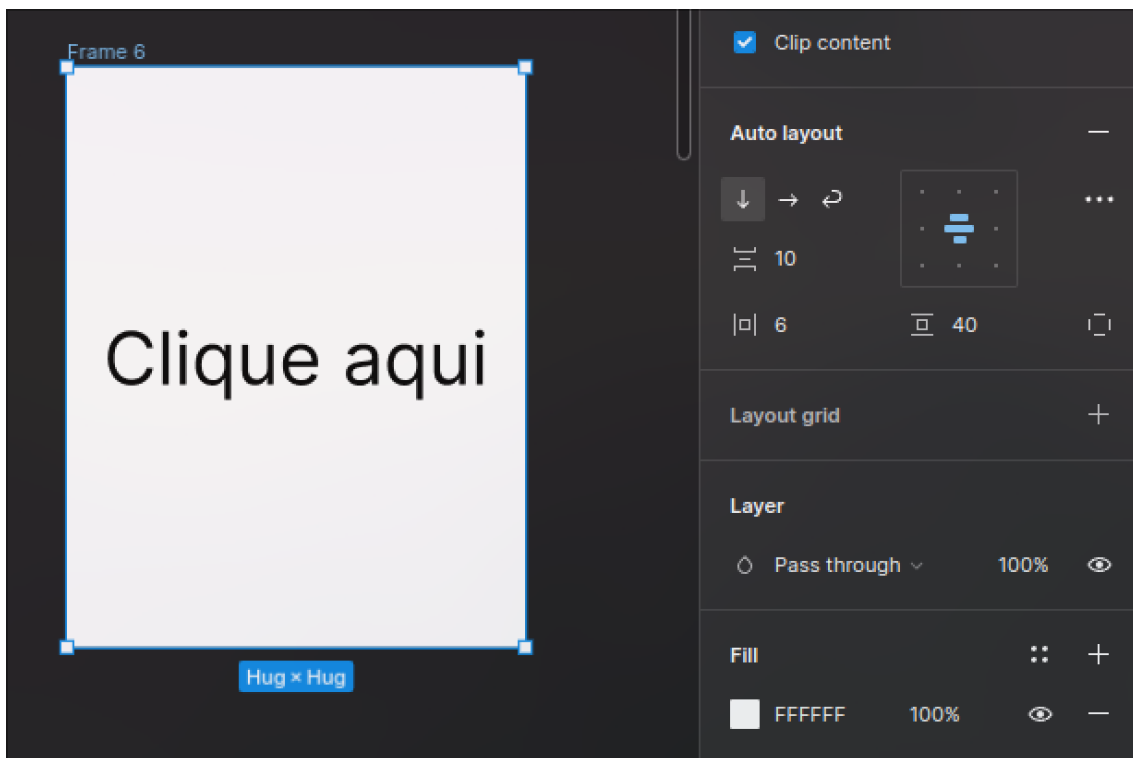 Frame 6
Clique aqui
Hug × Hug
Clip content
Auto layout
10
6 40
Layout grid
Layer
Pass through 100%
Fill
FFFFFF 100%